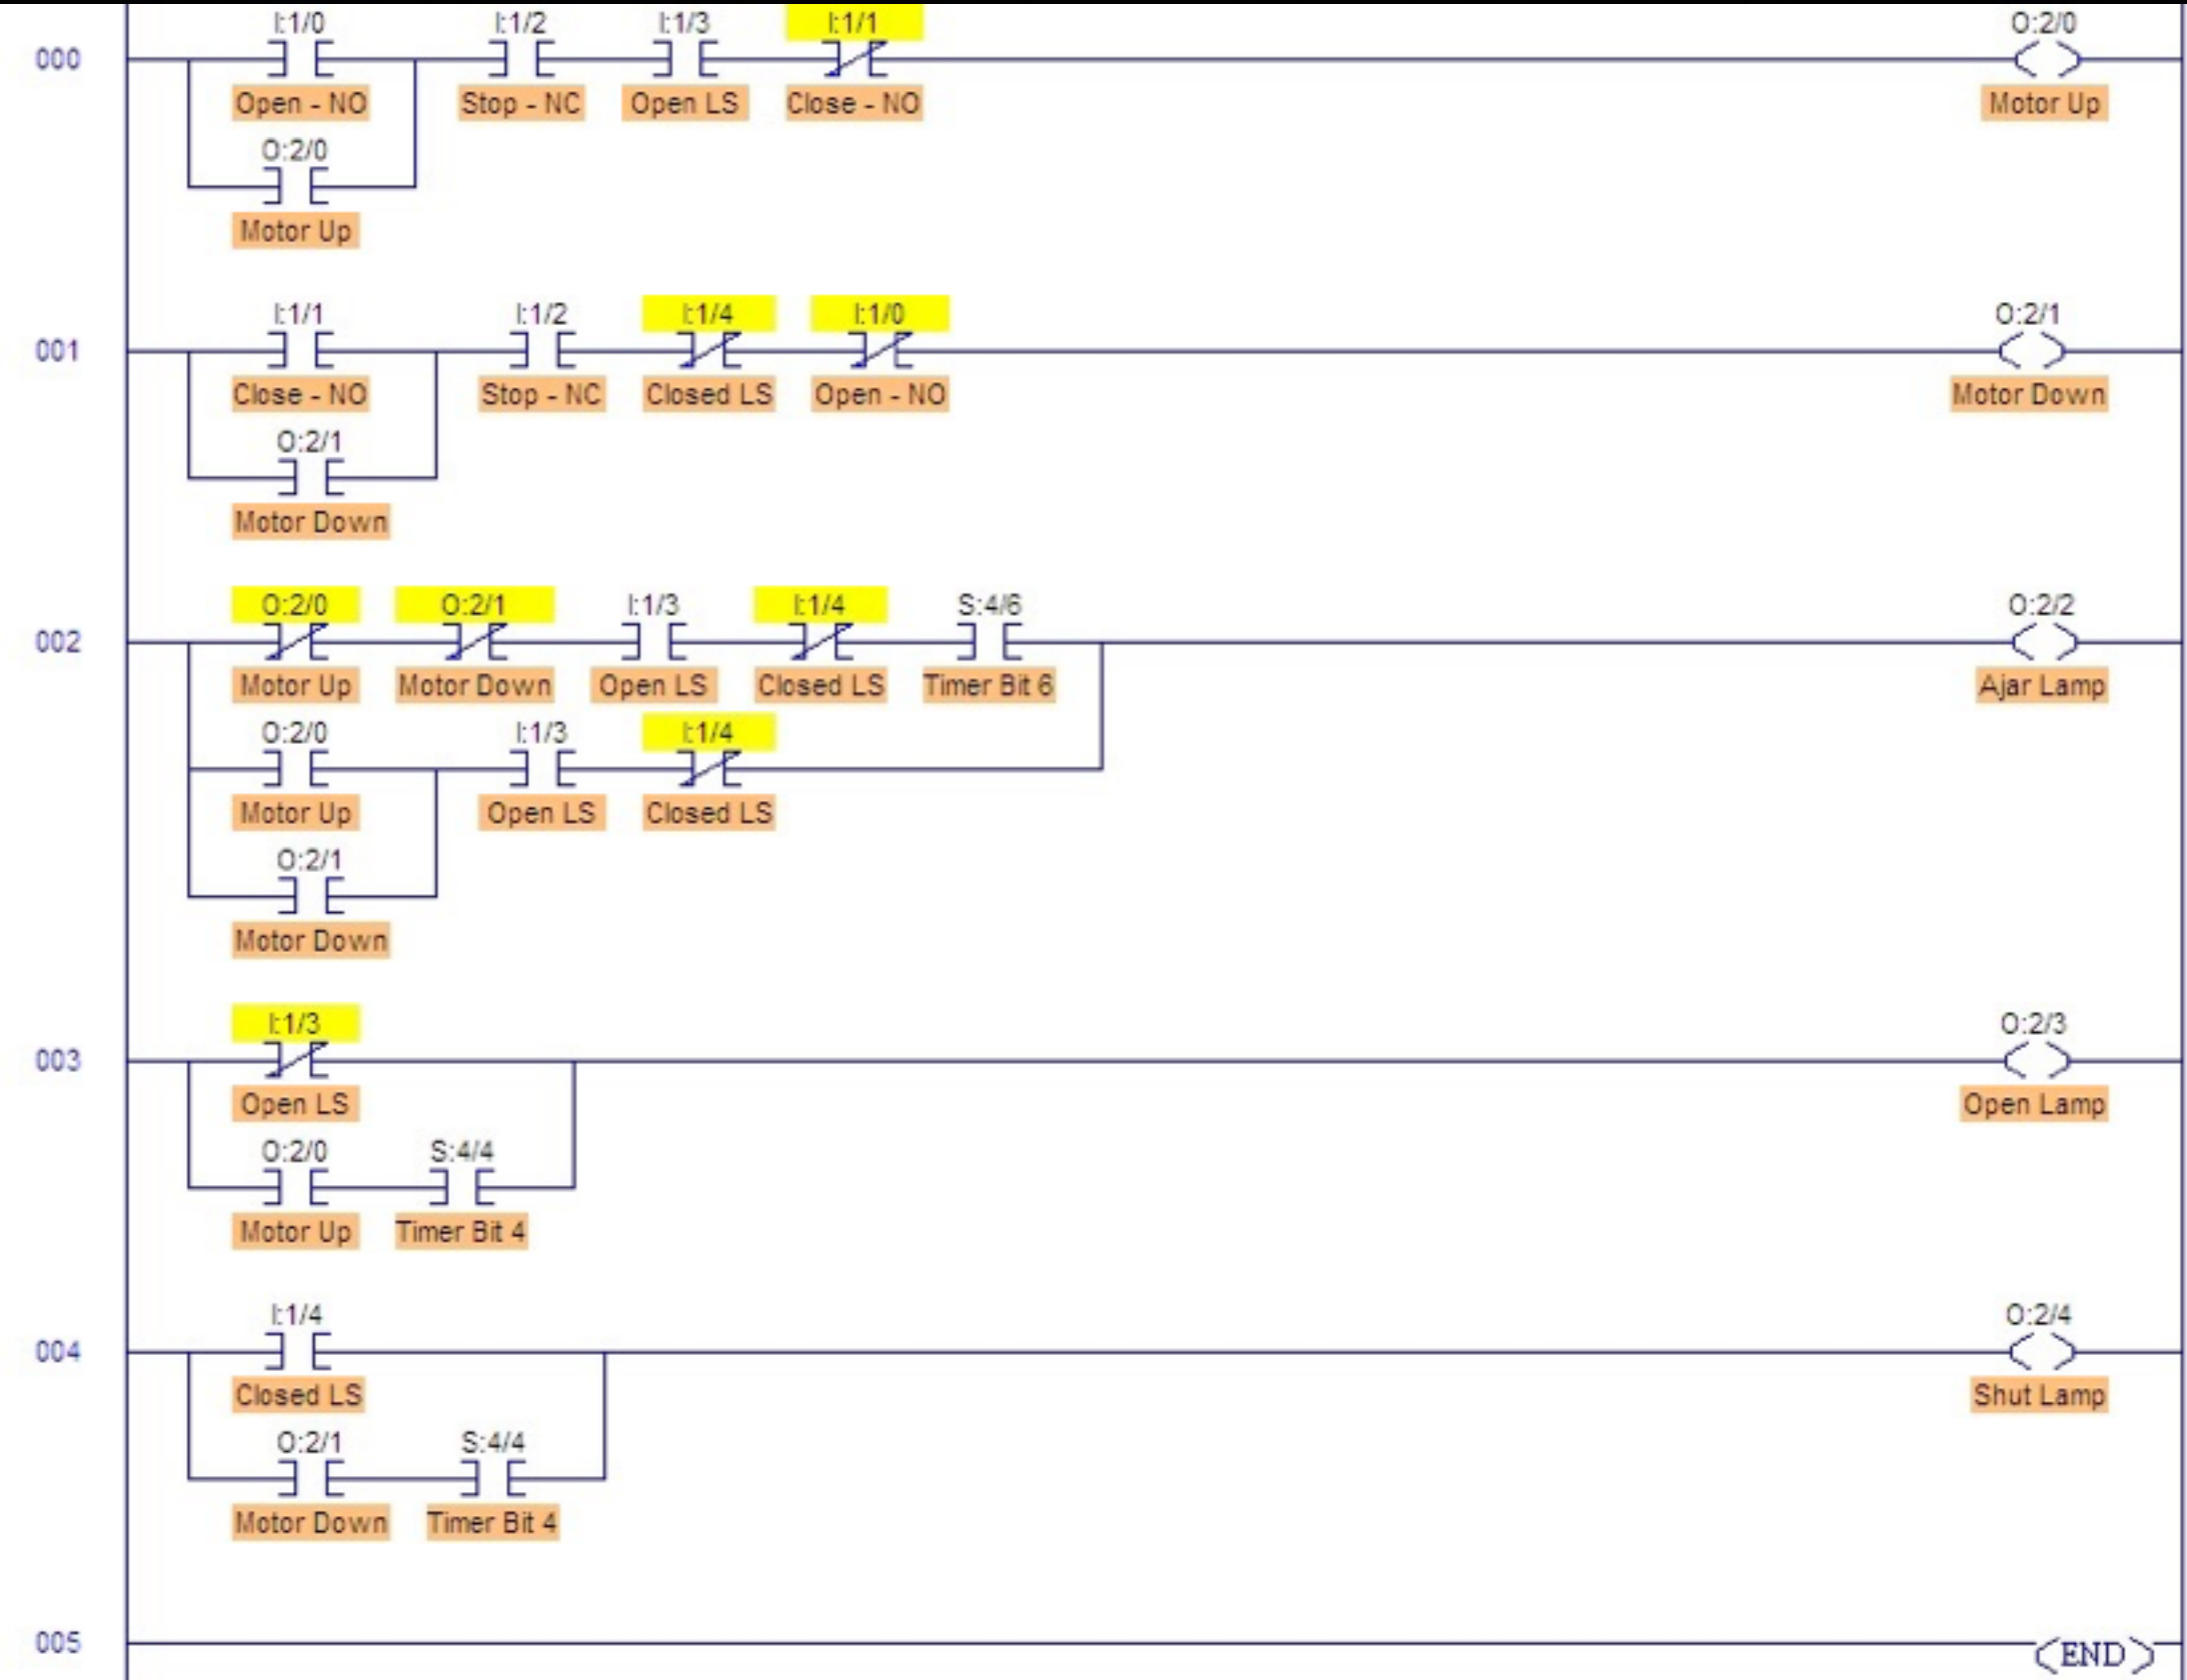 I:1/0 I:1/2 I:1/3 I:1/1 O:2/0
000
Open - NO Stop - NC Open LS Close - NO Motor Up
O:2/0
Motor Up
I:1/1 I:1/2 I:1/4 I:1/0 O:2/1
001
Close - NO Stop - NC Closed LS Open - NO Motor Down
O:2/1
Motor Down
O:2/0 O:2/1 I:1/3 I:1/4 S:4/6 O:2/2
002
Motor Up Motor Down Open LS Closed LS Timer Bit 6 Ajar Lamp
O:2/0 I:1/3 I:1/4
Motor Up Open LS Closed LS
O:2/1
Motor Down
I:1/3 O:2/3
003
Open LS Open Lamp
O:2/0 S:4/4
Motor Up Timer Bit 4
I:1/4 O:2/4
004
Closed LS Shut Lamp
O:2/1 S:4/4
Motor Down Timer Bit 4
005 END